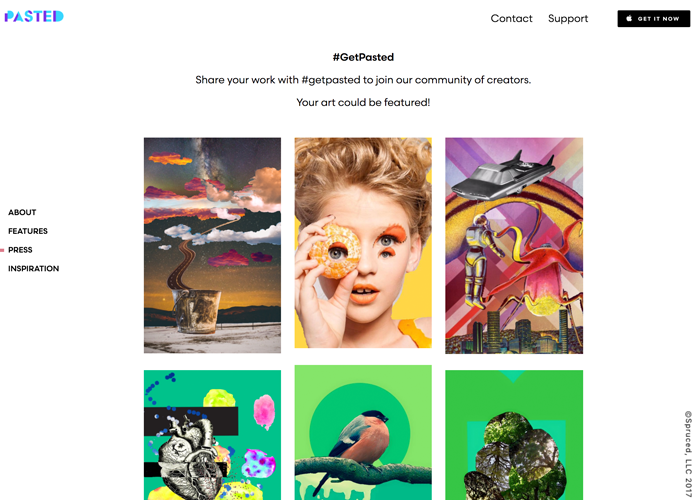 PASTED
Contact
Support
GET IT NOW
#GetPasted
Share your work with #getpasted to join our community of creators.
Your art could be featured!
ABOUT
FEATURES
PRESS
INSPIRATION
©Spruced, LLC 2017